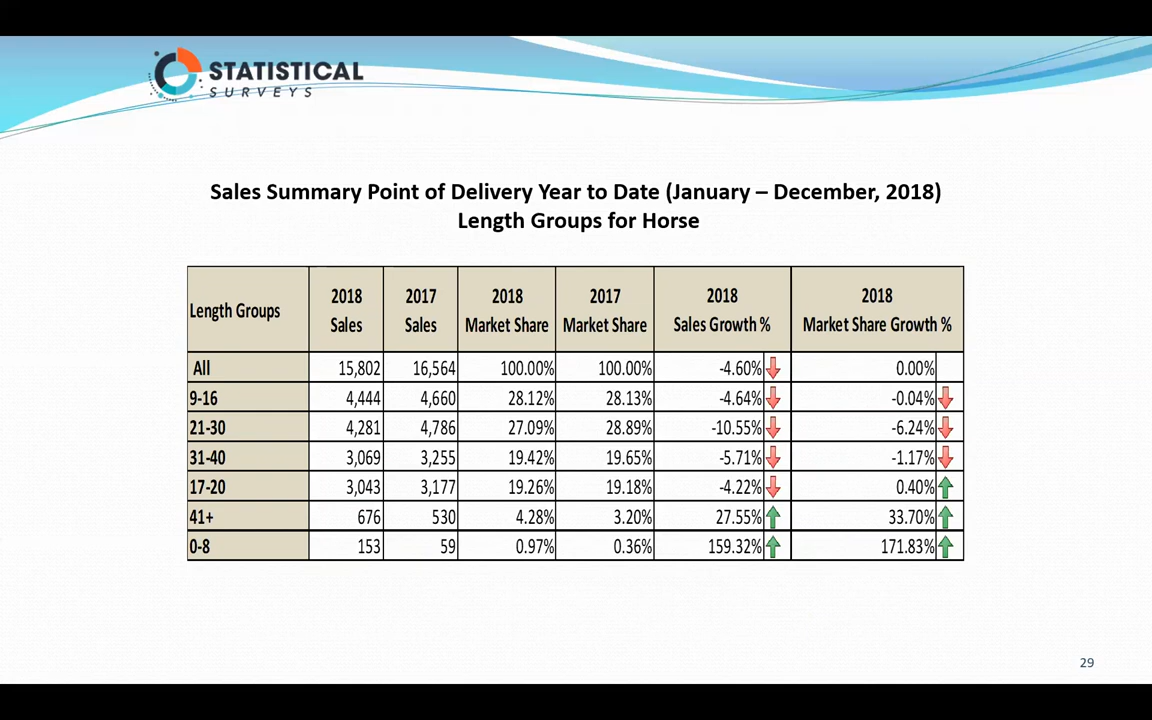 STATISTICAL
SURVEYS
Sales Summary Point of Delivery Year to Date (January – December, 2018)
Length Groups for Horse
Length Groups 2018 Sales 2017 Sales 2018 Market Share 2017 Market Share 2018 Sales Growth % 2018 Market Share Growth %
All 15,802 16,564 100.00% 100.00% -4.60% 0.00%
9-16 4,444 4,660 28.12% 28.13% -4.64% -0.04%
21-30 4,281 4,786 27.09% 28.89% -10.55% -6.24%
31-40 3,069 3,255 19.42% 19.65% -5.71% -1.17%
17-20 3,043 3,177 19.26% 19.18% -4.22% 0.40%
41+ 676 530 4.28% 3.20% 27.55% 33.70%
0-8 153 59 0.97% 0.36% 159.32% 171.83%
29